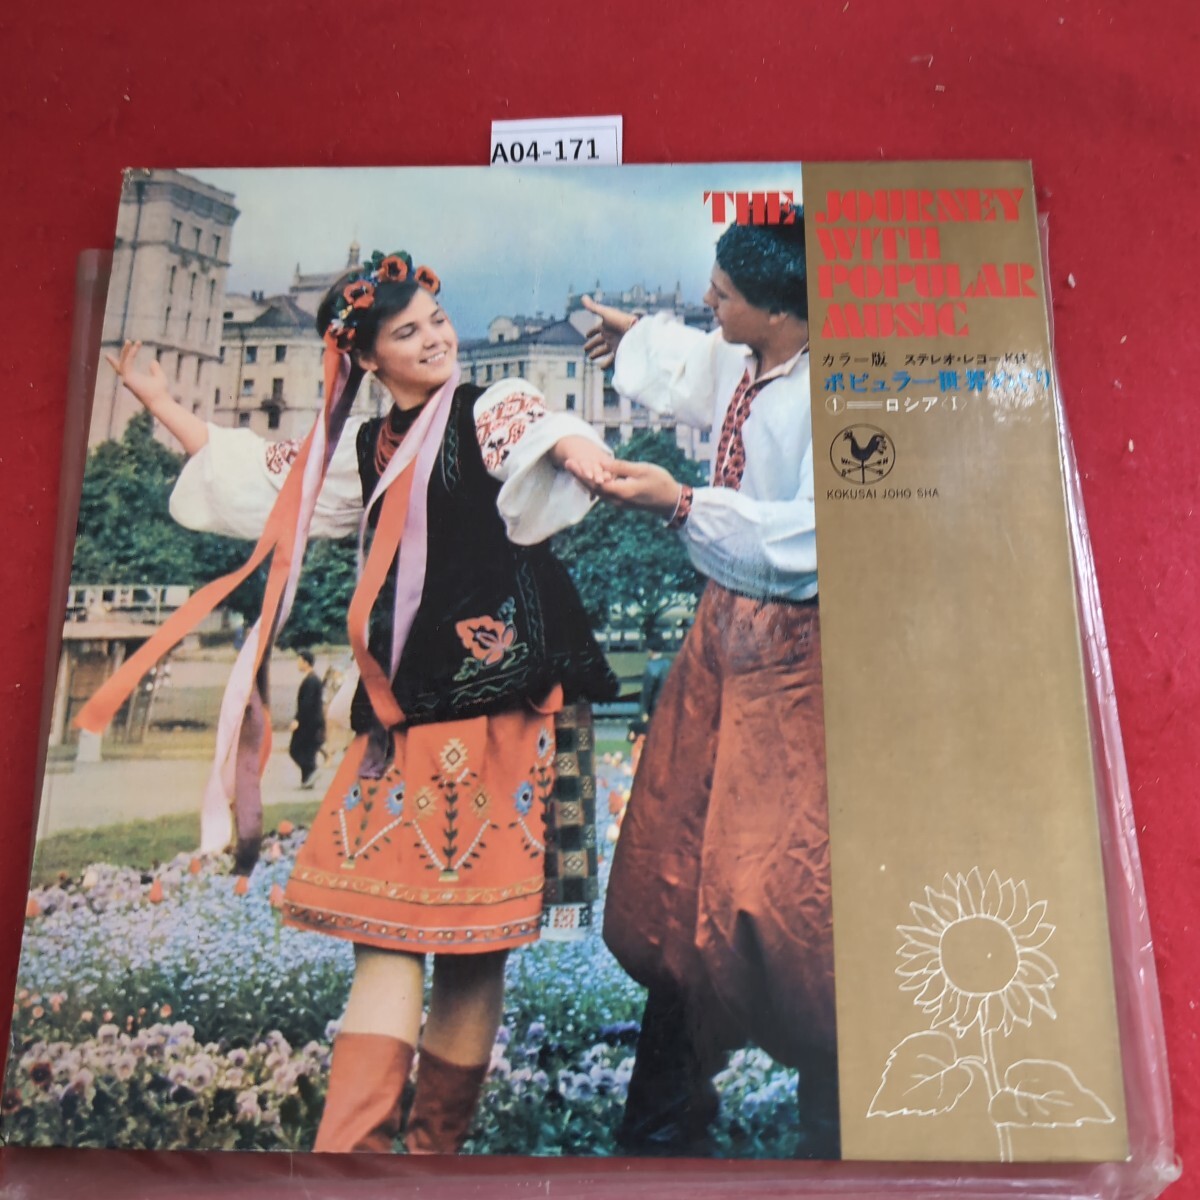 A04-171
THE JOURNEY
WITH
POPULAR
MUSIC
カラー版 ステレオ・レコード付
ポピュラー世界めぐり
①＝ロシア〈1〉
KOKUSAI JOHO SHA